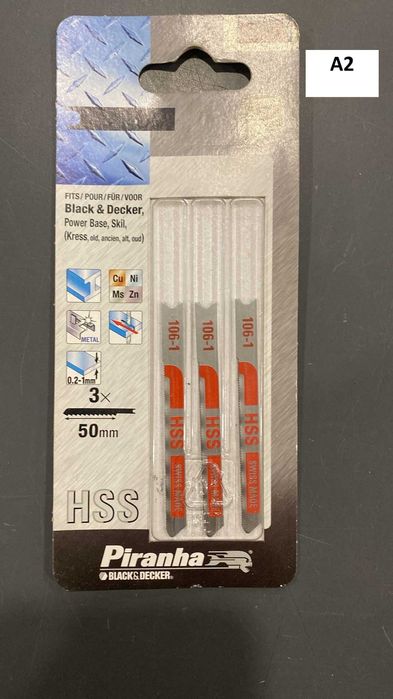 A2
FITS/POUR/FÜR/VOOR
Black & Decker,
Power Base, Skil,
(Kress, old, ancien, alt, oud)
Cu Ni
Ms Zn
METAL
0.2-1mm
3×
50mm
HSS
106-1
HSS
SWISS MADE
106-1
HSS
106-1
HSS
SWISS MADE
Piranha
BLACK&DECKER®